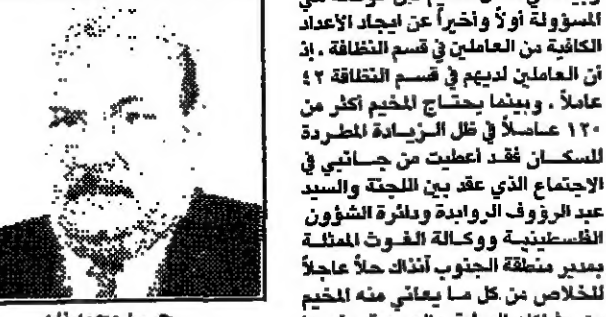 المسؤولة أولاً وأخيراً عن ايجاد الأعداد
الكافية من العاملين في قسم النظافة ، إذ
أن العاملين لديهم في قسم النظافة ٤٢
عاملاً ، وبينما يحتاج المخيم أكثر من
١٢٠ عاملاً في ظل الزيادة المطردة
للسكان فقد أعطيت من جانبي في
الإجتماع الذي عقد بين اللجنة والسيد
عبد الرؤوف الروابدة ودائرة الشؤون
الفلسطينية ووكالة الغوث الممثلة
بمدير منطقة الجنوب آنذاك حلاً عاجلاً
للخلاص من كل ما يعاني منه المخيم